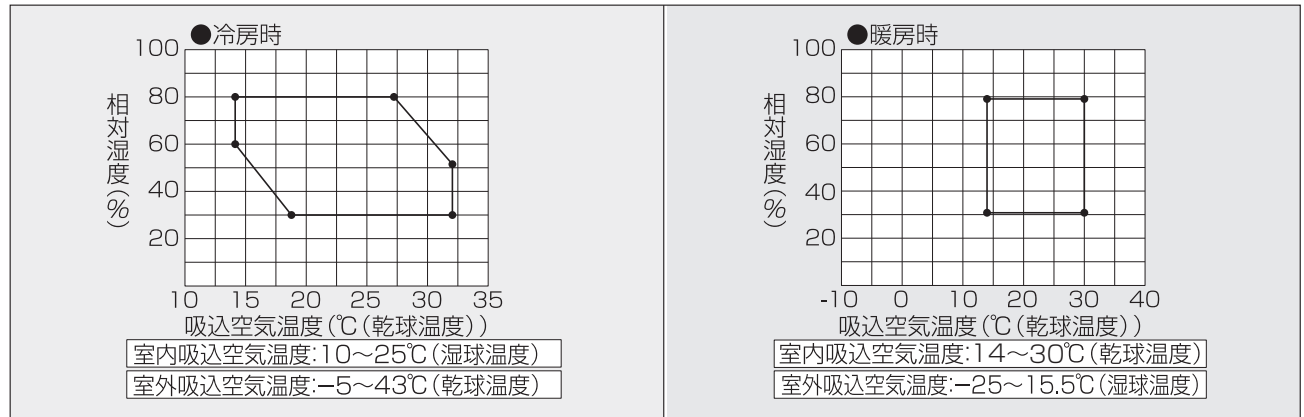 ●冷房時
100
80
60
40
20
相対湿度(%)
10 15 20 25 30 35
吸込空気温度(℃(乾球温度))
室内吸込空気温度:10～25℃(湿球温度)
室外吸込空気温度:−5～43℃(乾球温度)
●暖房時
100
80
60
40
20
相対湿度(%)
-10 0 10 20 30 40
吸込空気温度(℃(乾球温度))
室内吸込空気温度:14～30℃(乾球温度)
室外吸込空気温度:−25～15.5℃(湿球温度)